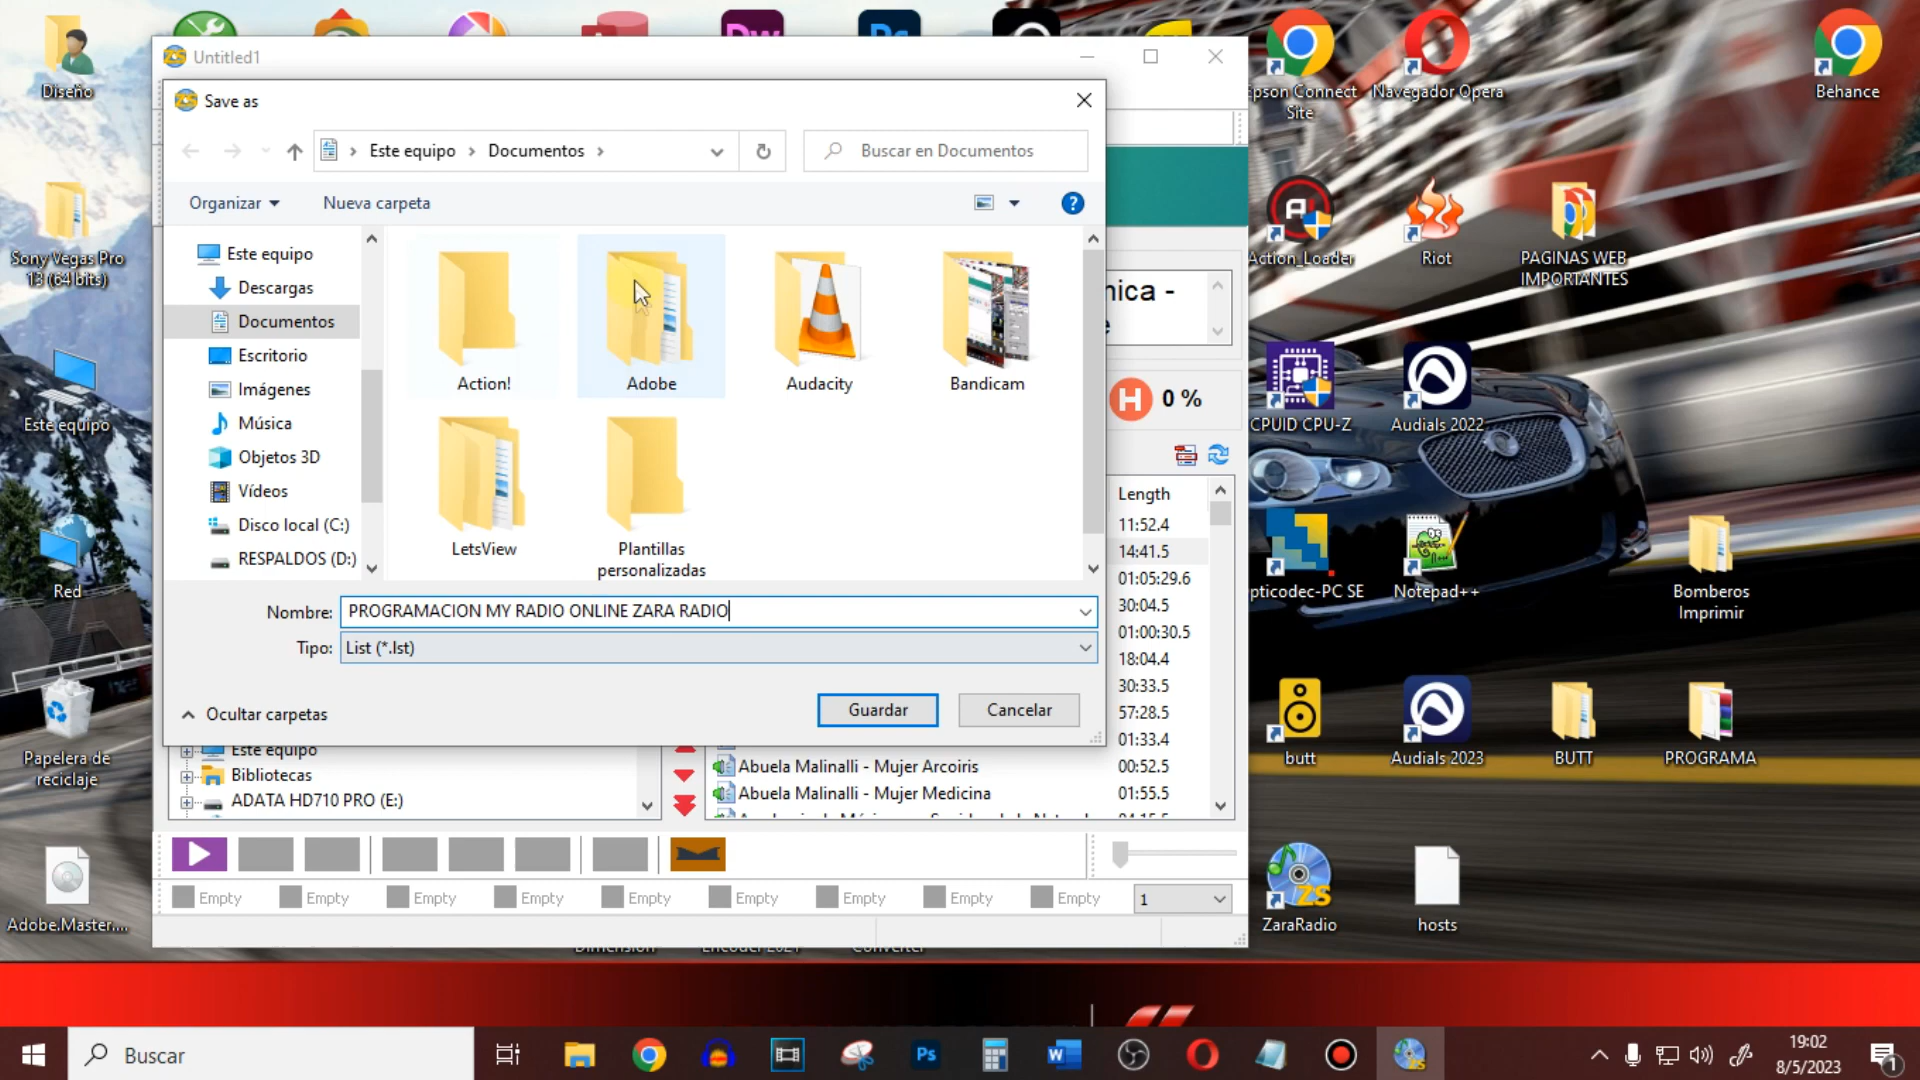 Diseño
Sony Vegas Pro
13 (64 bits)
Este equipo
Red
Papelera de
reciclaje
Adobe.Master....
Untitled1
Save as
Este equipo
Documentos
Buscar en Documentos
Organizar
Nueva carpeta
Este equipo
Descargas
Documentos
Escritorio
Imágenes
Música
Objetos 3D
Vídeos
Disco local (C:)
RESPALDOS (D:)
Action!
Adobe
Audacity
Bandicam
LetsView
Plantillas
personalizadas
Nombre:
PROGRAMACION MY RADIO ONLINE ZARA RADIO
Tipo:
List (*.lst)
Ocultar carpetas
Guardar
Cancelar
nica -
e
H
0 %
Length
11:52.4
14:41.5
01:05:29.6
30:04.5
01:00:30.5
18:04.4
30:33.5
57:28.5
01:33.4
Este equipo
Bibliotecas
ADATA HD710 PRO (E:)
Abuela Malinalli - Mujer Arcoiris
00:52.5
Abuela Malinalli - Mujer Medicina
01:55.5
Empty
Empty
Empty
Empty
Empty
Empty
Empty
Empty
Empty
1
Epson Connect
Site
Navegador Opera
Behance
Action_Loader
Riot
PAGINAS WEB
IMPORTANTES
CPUID CPU-Z
Audials 2022
pticodec-PC SE
Notepad++
Bomberos
Imprimir
butt
Audials 2023
BUTT
PROGRAMA
ZaraRadio
hosts
Buscar
Ps
W
19:02
8/5/2023
1